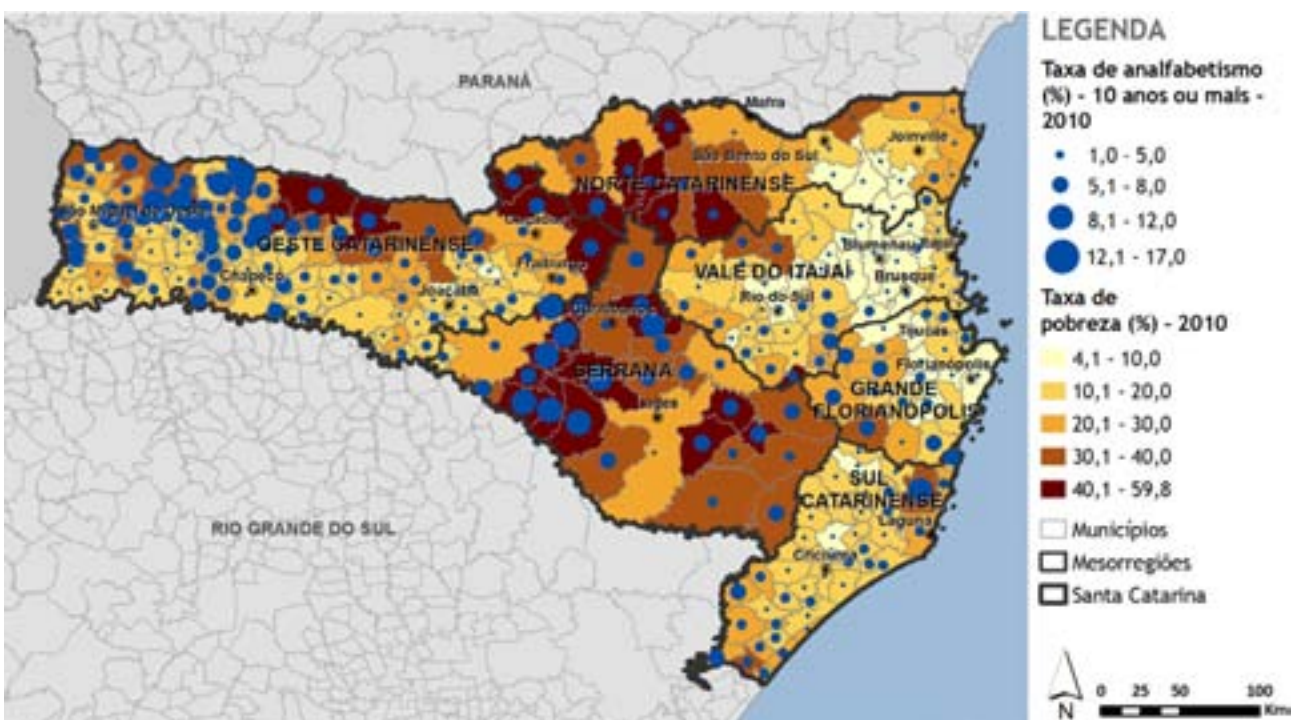 PARANÁ
Mafra
Joinville
São Bento do Sul
NORTE CATARINENSE
OESTE CATARINENSE
Chapecó
Joaçaba
VALE DO ITAJAÍ
Rio do Sul
Blumenau
Brusque
Tijucas
Florianópolis
SERRANA
Lages
GRANDE
FLORIANÓPOLIS
SUL
CATARINENSE
Laguna
Criciúma
RIO GRANDE DO SUL
LEGENDA
Taxa de analfabetismo
(%) - 10 anos ou mais -
2010
1,0 - 5,0
5,1 - 8,0
8,1 - 12,0
12,1 - 17,0
Taxa de
pobreza (%) - 2010
4,1 - 10,0
10,1 - 20,0
20,1 - 30,0
30,1 - 40,0
40,1 - 59,8
Municípios
Mesorregiões
Santa Catarina
N
0 25 50 100
Kms